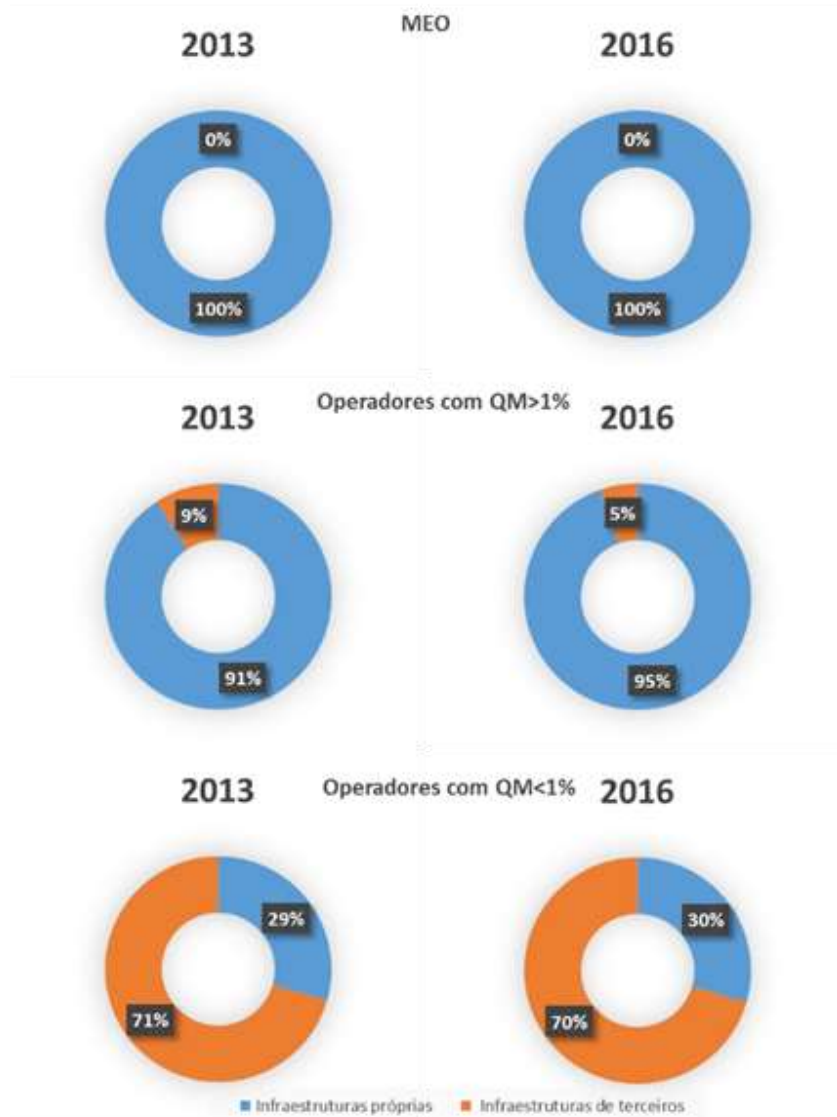 MEO
2013 2016
0% 0%
100% 100%
Operadores com QM>1%
2013 2016
9% 5%
91% 95%
2013 Operadores com QM<1% 2016
29% 30%
71% 70%
Infraestruturas próprias Infraestruturas de terceiros